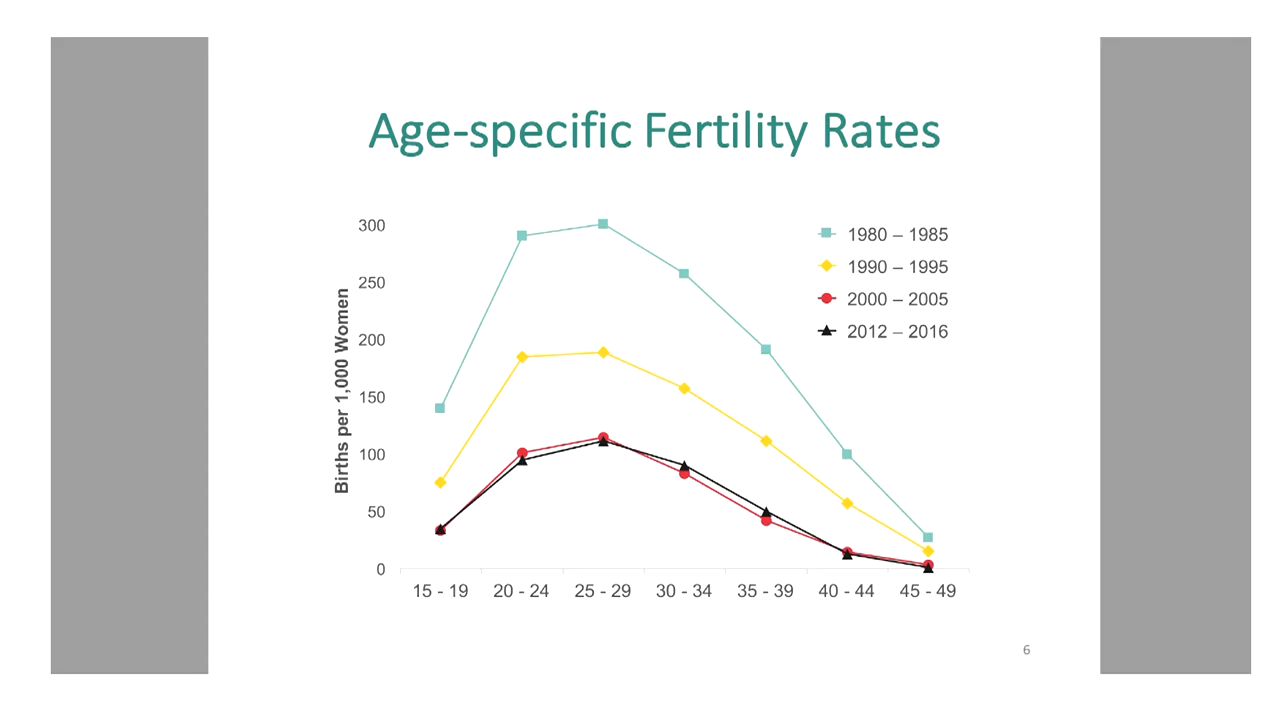 Age-specific Fertility Rates
300
250
200
150
100
50
0
Births per 1,000 Women
1980 – 1985
1990 – 1995
2000 – 2005
2012 – 2016
15 - 19
20 - 24
25 - 29
30 - 34
35 - 39
40 - 44
45 - 49
6